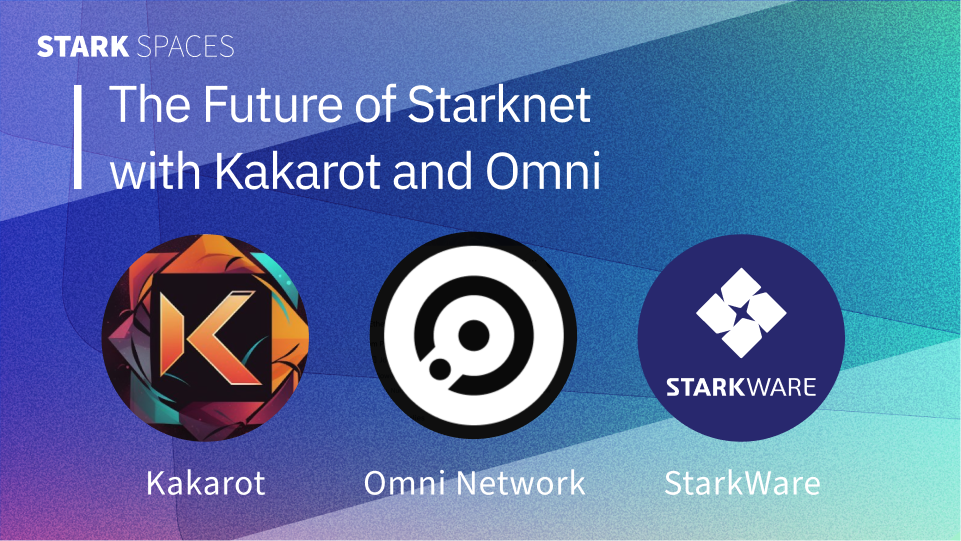 STARK SPACES
The Future of Starknet
with Kakarot and Omni
K
STARKWARE
Kakarot
Omni Network
StarkWare